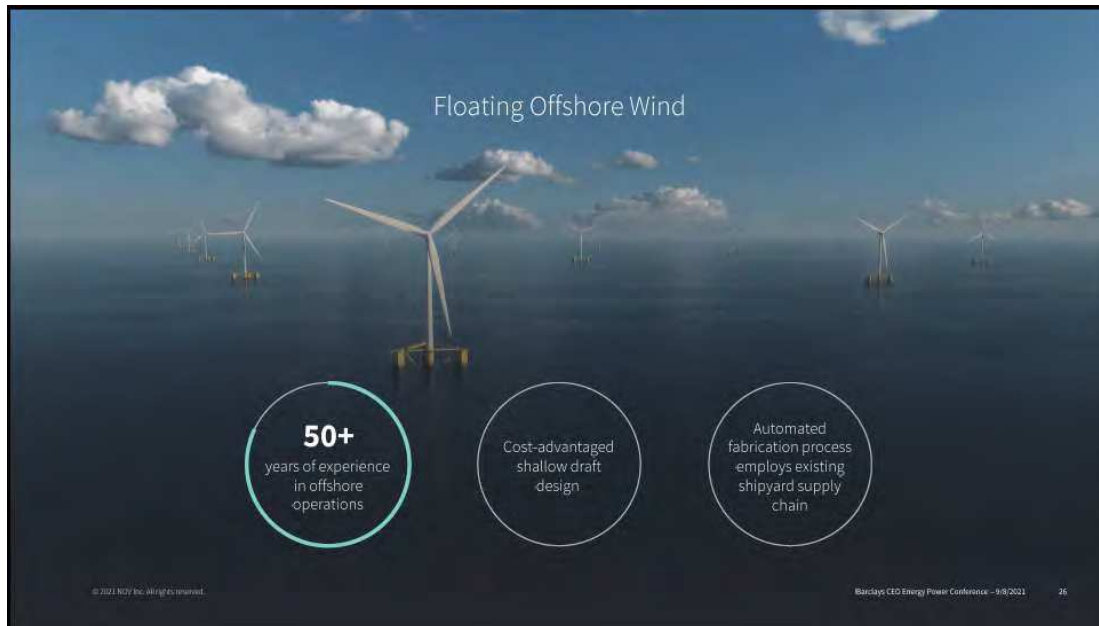 Floating Offshore Wind
50+
years of experience
in offshore
operations
Cost-advantaged
shallow draft
design
Automated
fabrication process
employs existing
shipyard supply
chain
© 2021 NOV Inc. All rights reserved.
Barclays CEO Energy Power Conference – 9/8/2021
26